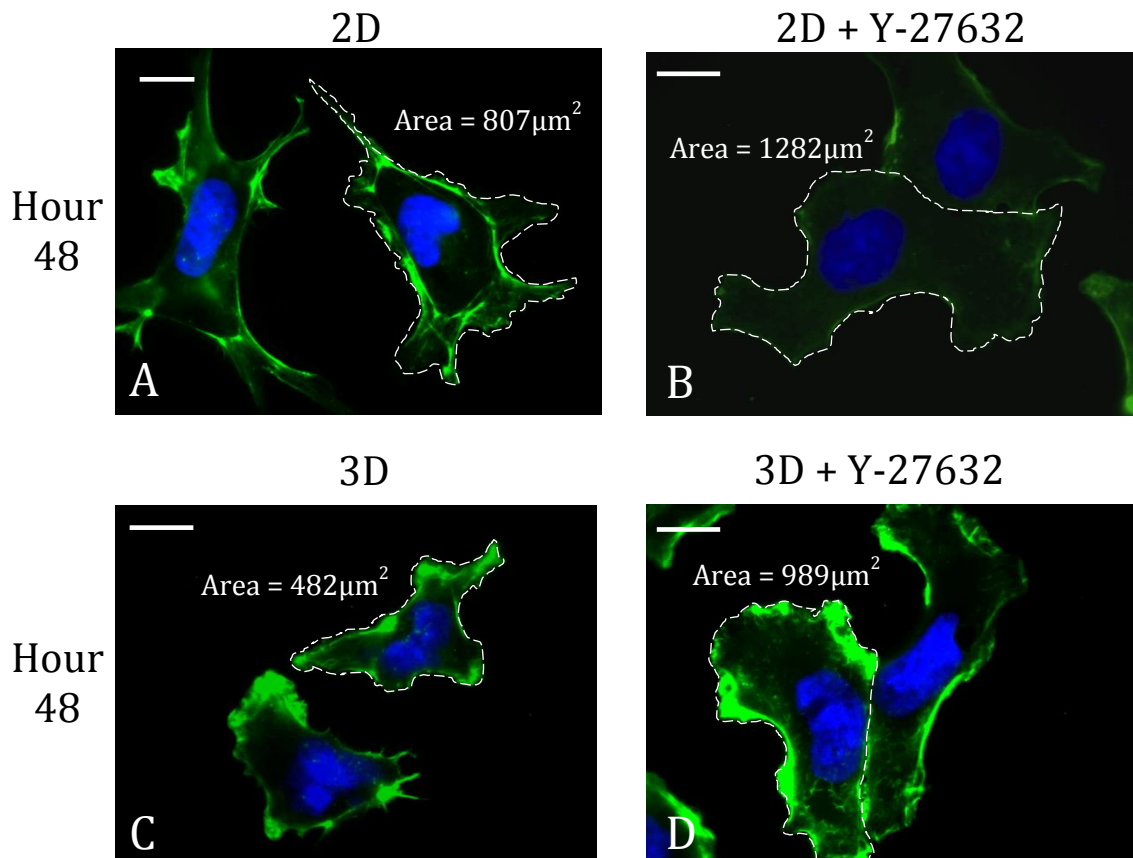 2D
2D + Y-27632
Hour
48
Area = 807µm²
A
Area = 1282µm²
B
3D
3D + Y-27632
Hour
48
Area = 482µm²
C
Area = 989µm²
D